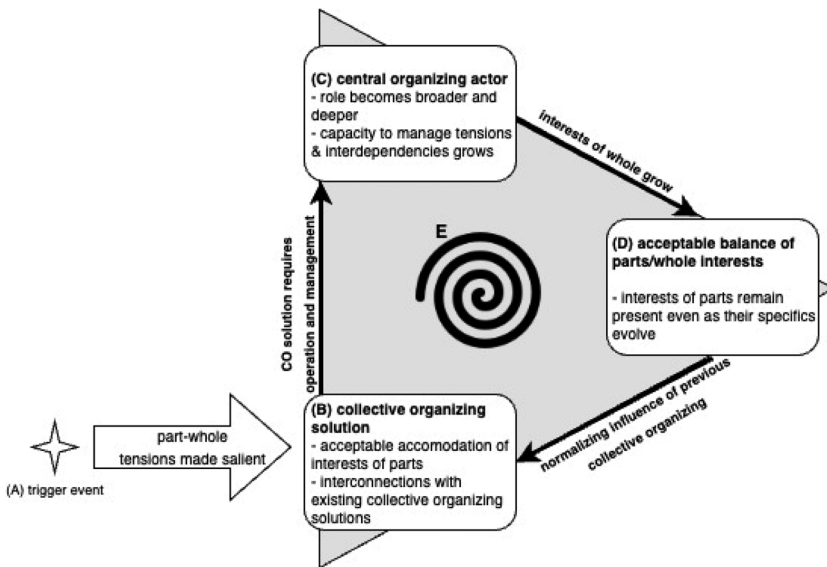 (C) central organizing actor
- role becomes broader and
deeper
- capacity to manage tensions
& interdependencies grows
interests of whole grow
E
(D) acceptable balance of
parts/whole interests
- interests of parts remain
present even as their specifics
evolve
CO solution requires
operation and management
normalizing influence of previous
collective organizing
(B) collective organizing
solution
- acceptable accomodation of
interests of parts
- interconnections with
existing collective organizing
solutions
part-whole
tensions made salient
(A) trigger event